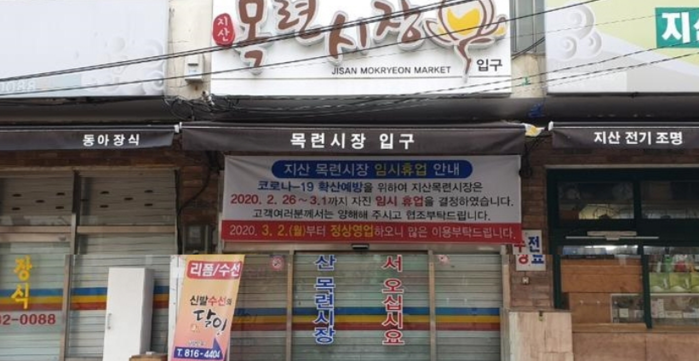 지산
목련시장
JISAN MOKRYEON MARKET
입구
지산
동아 장식
목련시장 입구
지산 전기 조명
지산 목련시장 임시휴업 안내
코로나-19 확산예방을 위하여 지산목련시장은
2020. 2. 26~3.1까지 자진 임시 휴업을 결정하였습니다.
고객여러분께서는 양해해 주시고 협조부탁드립니다.
2020. 3. 2.(월)부터 정상영업하오니 많은 이용부탁드립니다.
장식
32-0088
리폼/수선
신발수선의
달인
T. 816-4404
산 목련시장
서 오십시요